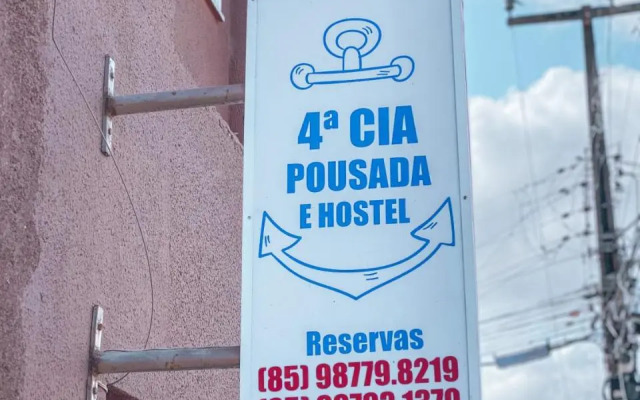 4ª CIA
POUSADA
E HOSTEL
Reservas
(85) 98779.8219